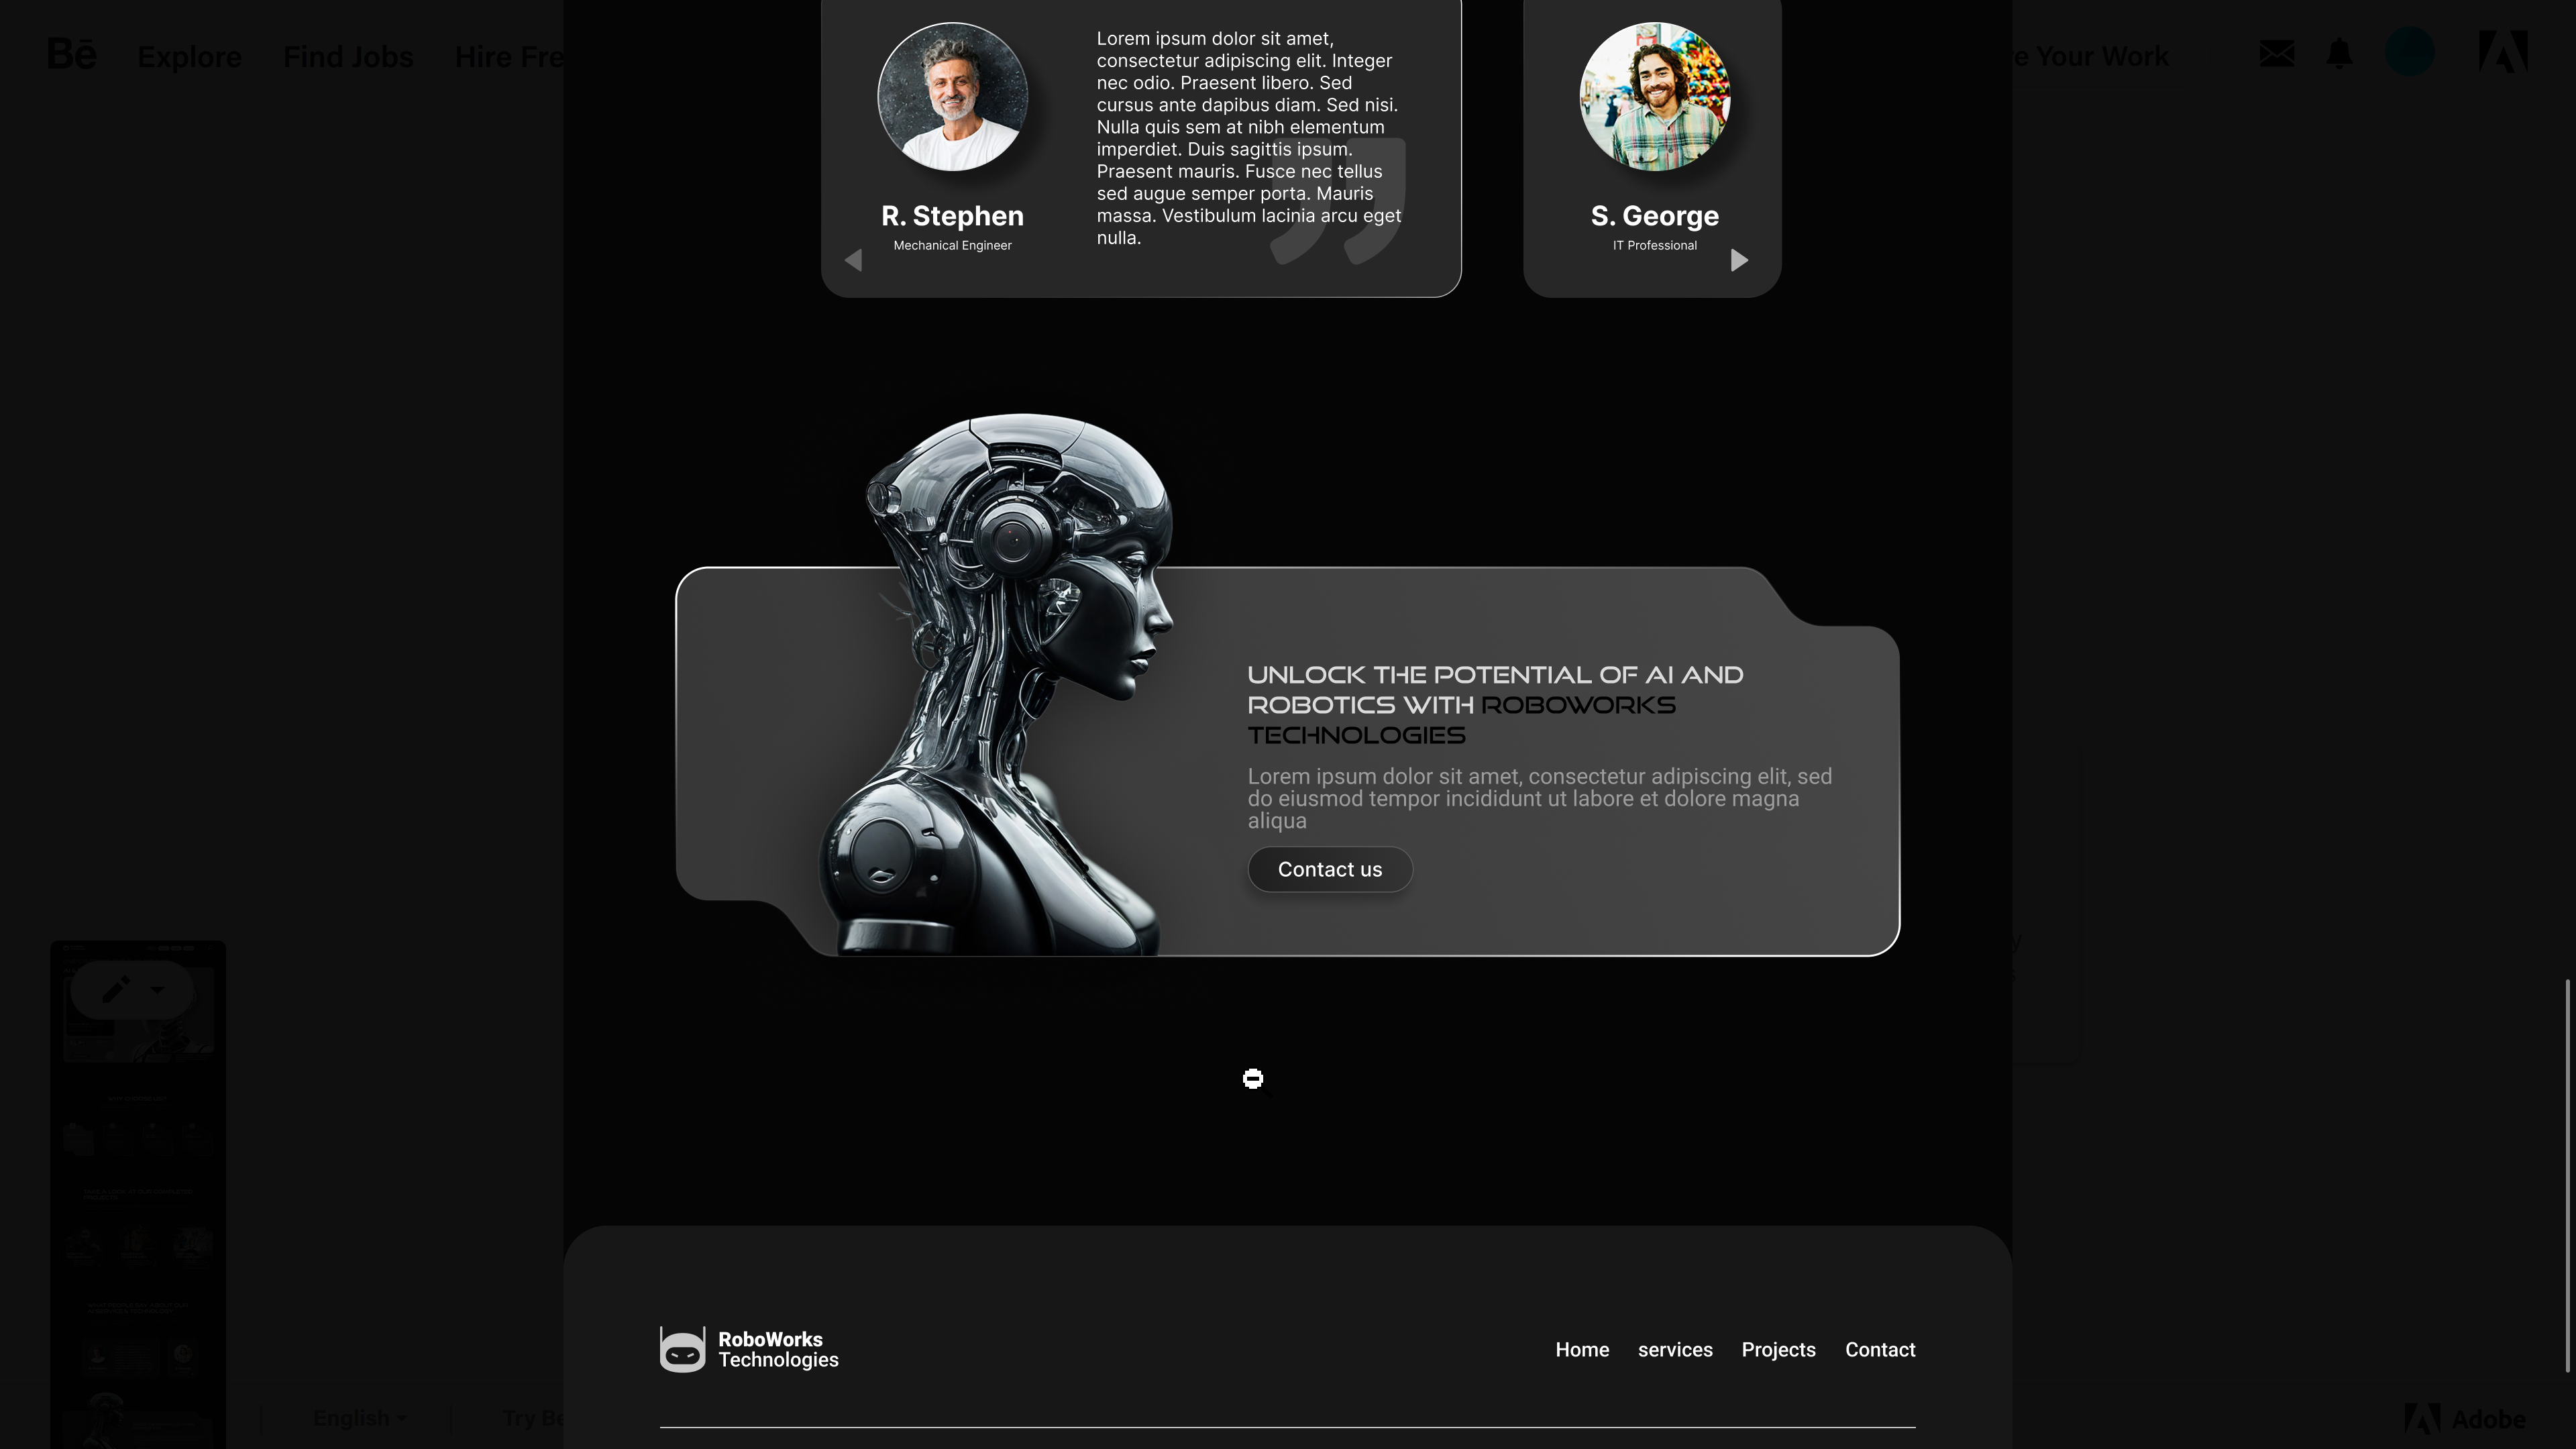 Bē
Explore
Find Jobs
Hire Fre
e Your Work
Lorem ipsum dolor sit amet,
consectetur adipiscing elit. Integer
nec odio. Praesent libero. Sed
cursus ante dapibus diam. Sed nisi.
Nulla quis sem at nibh elementum
imperdiet. Duis sagittis ipsum.
Praesent mauris. Fusce nec tellus
sed augue semper porta. Mauris
massa. Vestibulum lacinia arcu eget
nulla.
R. Stephen
Mechanical Engineer
S. George
IT Professional
UNLOCK THE POTENTIAL OF AI AND
ROBOTICS WITH ROBOWORKS
TECHNOLOGIES
Lorem ipsum dolor sit amet, consectetur adipiscing elit, sed
do eiusmod tempor incididunt ut labore et dolore magna
aliqua
Contact us
RoboWorks
Technologies
Home
services
Projects
Contact
English
Try Be
Adobe